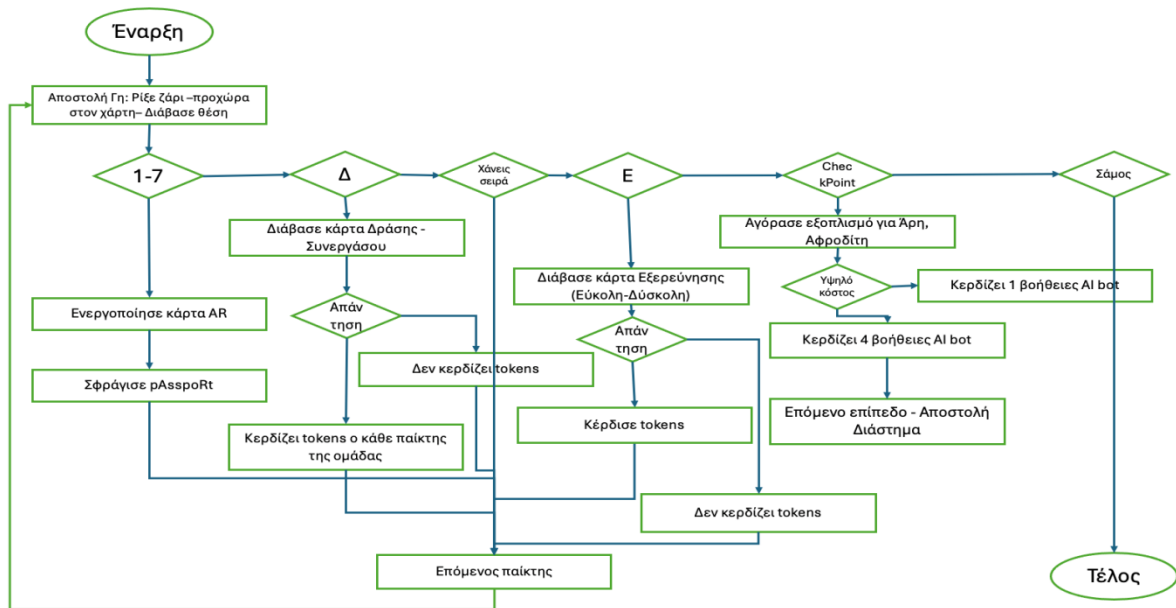 Έναρξη
Αποστολή Γη: Ρίξε ζάρι –προχώρα
στον χάρτη– Διάβασε θέση
1-7
Δ
Χάνεις
σειρά
Ε
Chec
kPoint
Σάμος
Διάβασε κάρτα Δράσης -
Συνεργάσου
Αγόρασε εξοπλισμό για Άρη,
Αφροδίτη
Διάβασε κάρτα Εξερεύνησης
(Εύκολη-Δύσκολη)
Υψηλό
κόστος
Κερδίζει 1 βοήθειες AI bot
Ενεργοποίησε κάρτα AR
Απάν
τηση
Απάν
τηση
Κερδίζει 4 βοήθειες AI bot
Σφράγισε pAsspoRt
Δεν κερδίζει tokens
Κερδίζει tokens ο κάθε παίκτης
της ομάδας
Κέρδισε tokens
Επόμενο επίπεδο - Αποστολή
Διάστημα
Δεν κερδίζει tokens
Επόμενος παίκτης
Τέλος